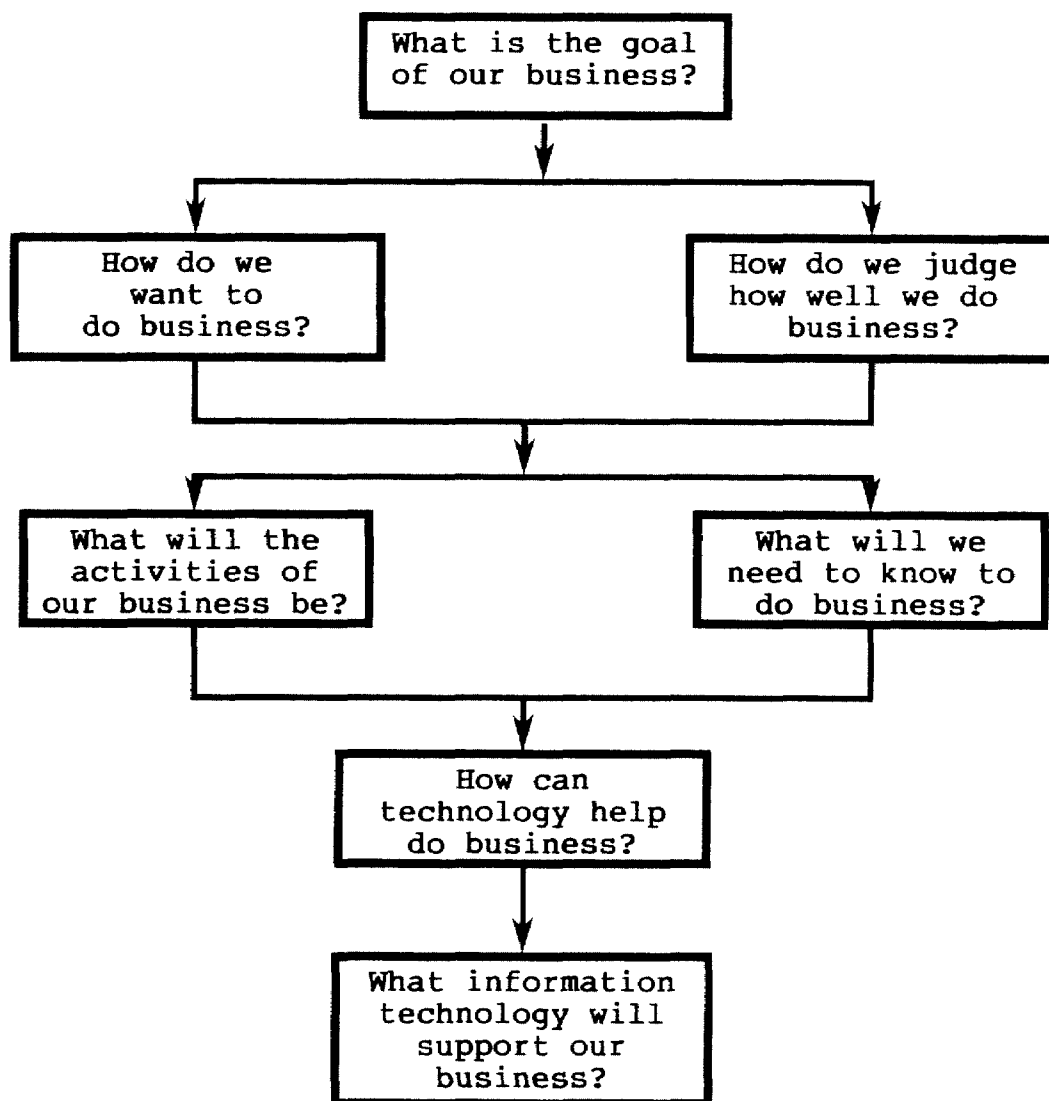 What is the goal
of our business?
How do we
want to
do business?
How do we judge
how well we do
business?
What will the
activities of
our business be?
What will we
need to know to
do business?
How can
technology help
do business?
What information
technology will
support our
business?